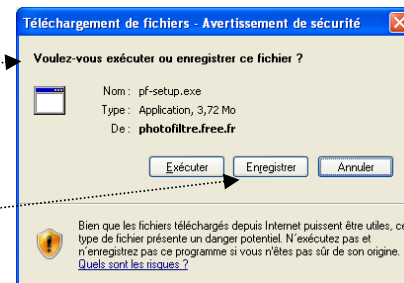 Téléchargement de fichiers - Avertissement de sécurité
Voulez-vous exécuter ou enregistrer ce fichier ?
Nom : pf-setup.exe
Type : Application, 3,72 Mo
De : photofiltre.free.fr
Exécuter Enregistrer Annuler
Bien que les fichiers téléchargés depuis Internet puissent être utiles, ce
type de fichier présente un danger potentiel. N'exécutez pas et
n'enregistrez pas ce programme si vous n'êtes pas sûr de son origine.
Quels sont les risques ?